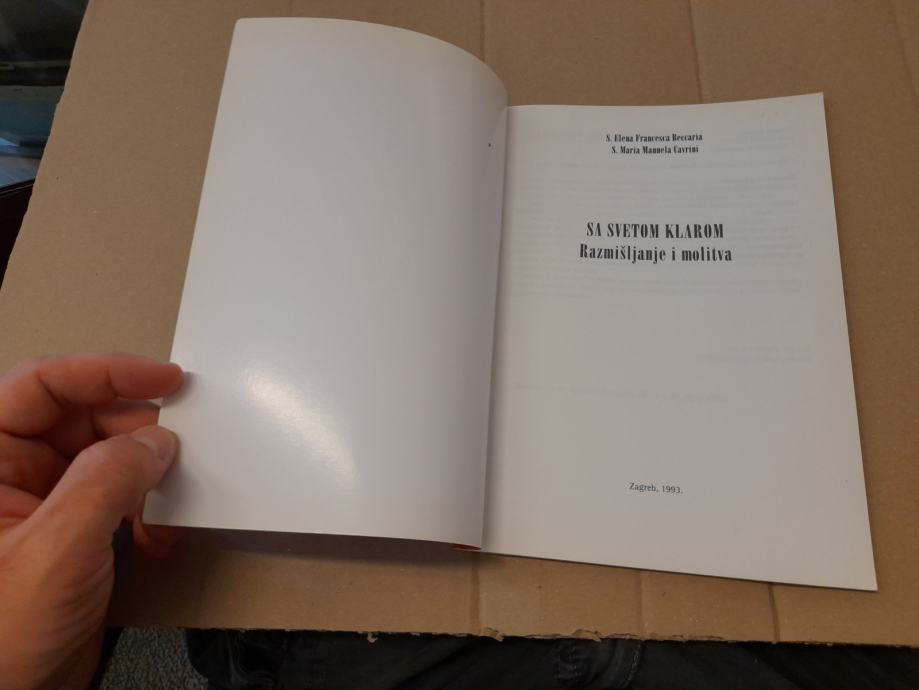 S. Elena Francesca Beccaria
S. Maria Manuela Cavrini
SA SVETOM KLAROM
Razmišljanje i molitva
Zagreb, 1993.